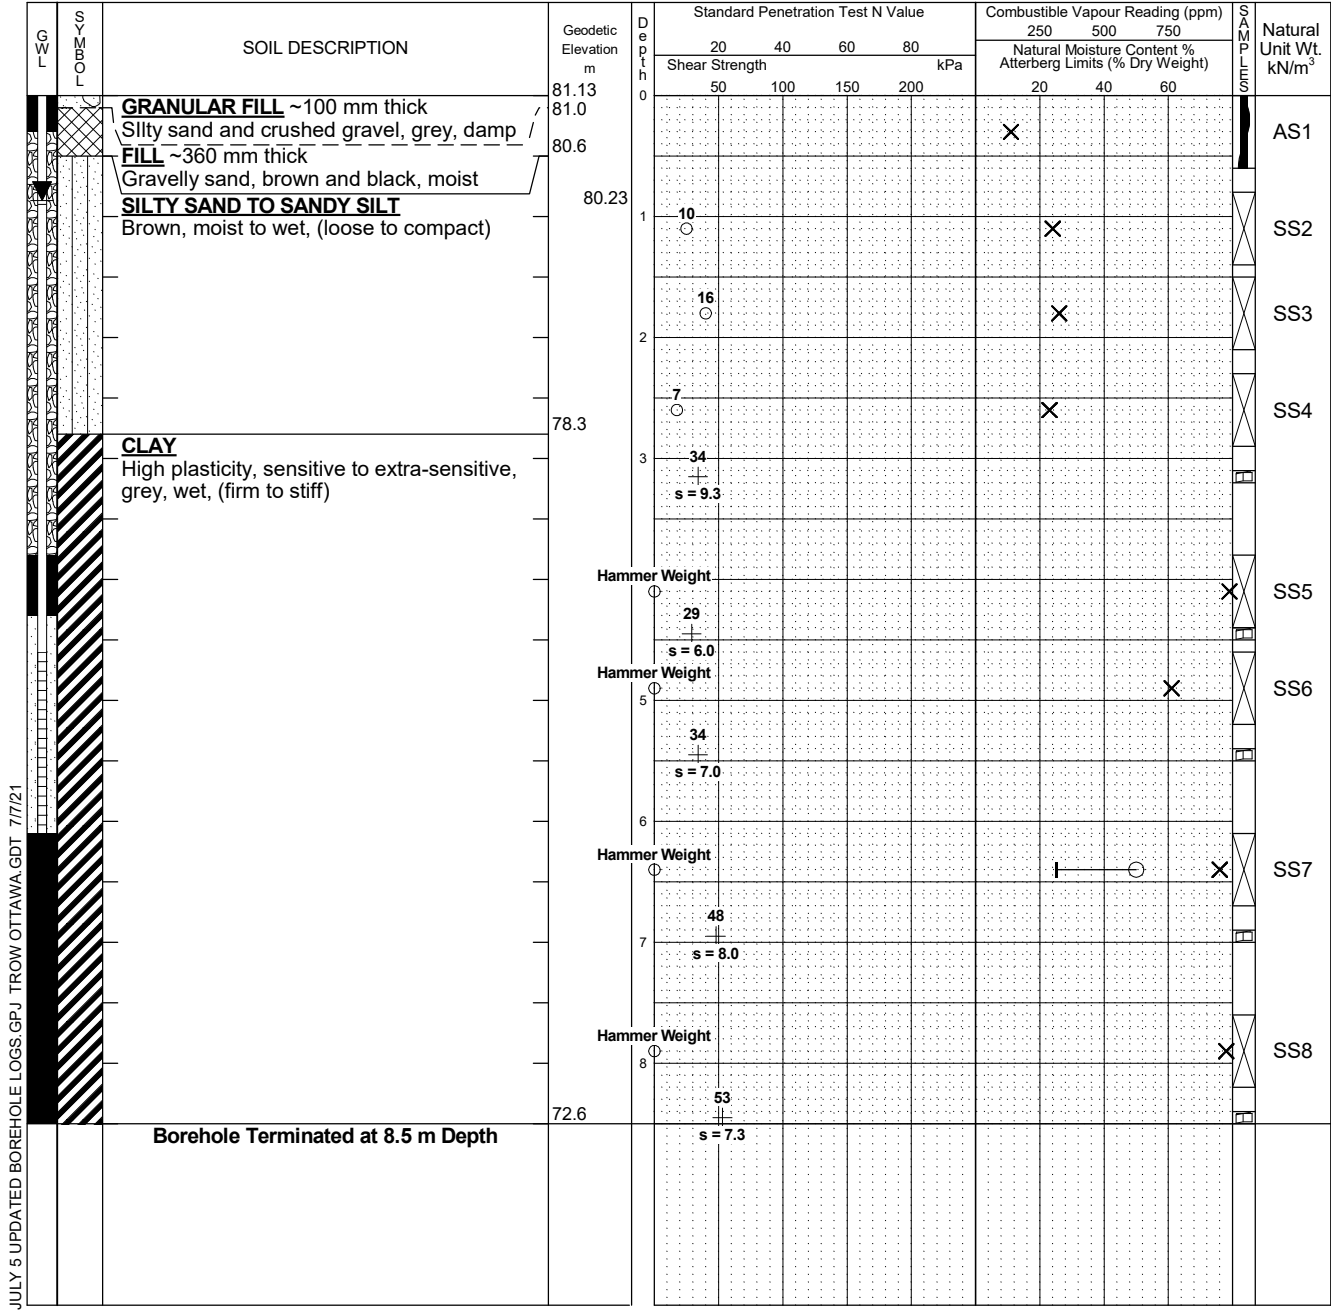 GWL
SYMBOL
SOIL DESCRIPTION
Geodetic
Elevation
m
Depth
Standard Penetration Test N Value
20 40 60 80
Shear Strength kPa
50 100 150 200
Combustible Vapour Reading (ppm)
250 500 750
Natural Moisture Content %
Atterberg Limits (% Dry Weight)
20 40 60
SAMPLES
Natural
Unit Wt.
kN/m³
81.13
0
GRANULAR FILL ~100 mm thick
81.0
SIlty sand and crushed gravel, grey, damp
AS1
80.6
FILL ~360 mm thick
Gravelly sand, brown and black, moist
80.23
SILTY SAND TO SANDY SILT
1
10
Brown, moist to wet, (loose to compact)
SS2
16
SS3
2
7
SS4
78.3
CLAY
High plasticity, sensitive to extra-sensitive,
grey, wet, (firm to stiff)
3
34
s = 9.3
Hammer Weight
SS5
29
s = 6.0
Hammer Weight
SS6
5
34
s = 7.0
6
Hammer Weight
SS7
48
7
s = 8.0
Hammer Weight
SS8
8
53
72.6
s = 7.3
Borehole Terminated at 8.5 m Depth
JULY 5 UPDATED BOREHOLE LOGS.GPJ TROW OTTAWA.GDT 7/7/21